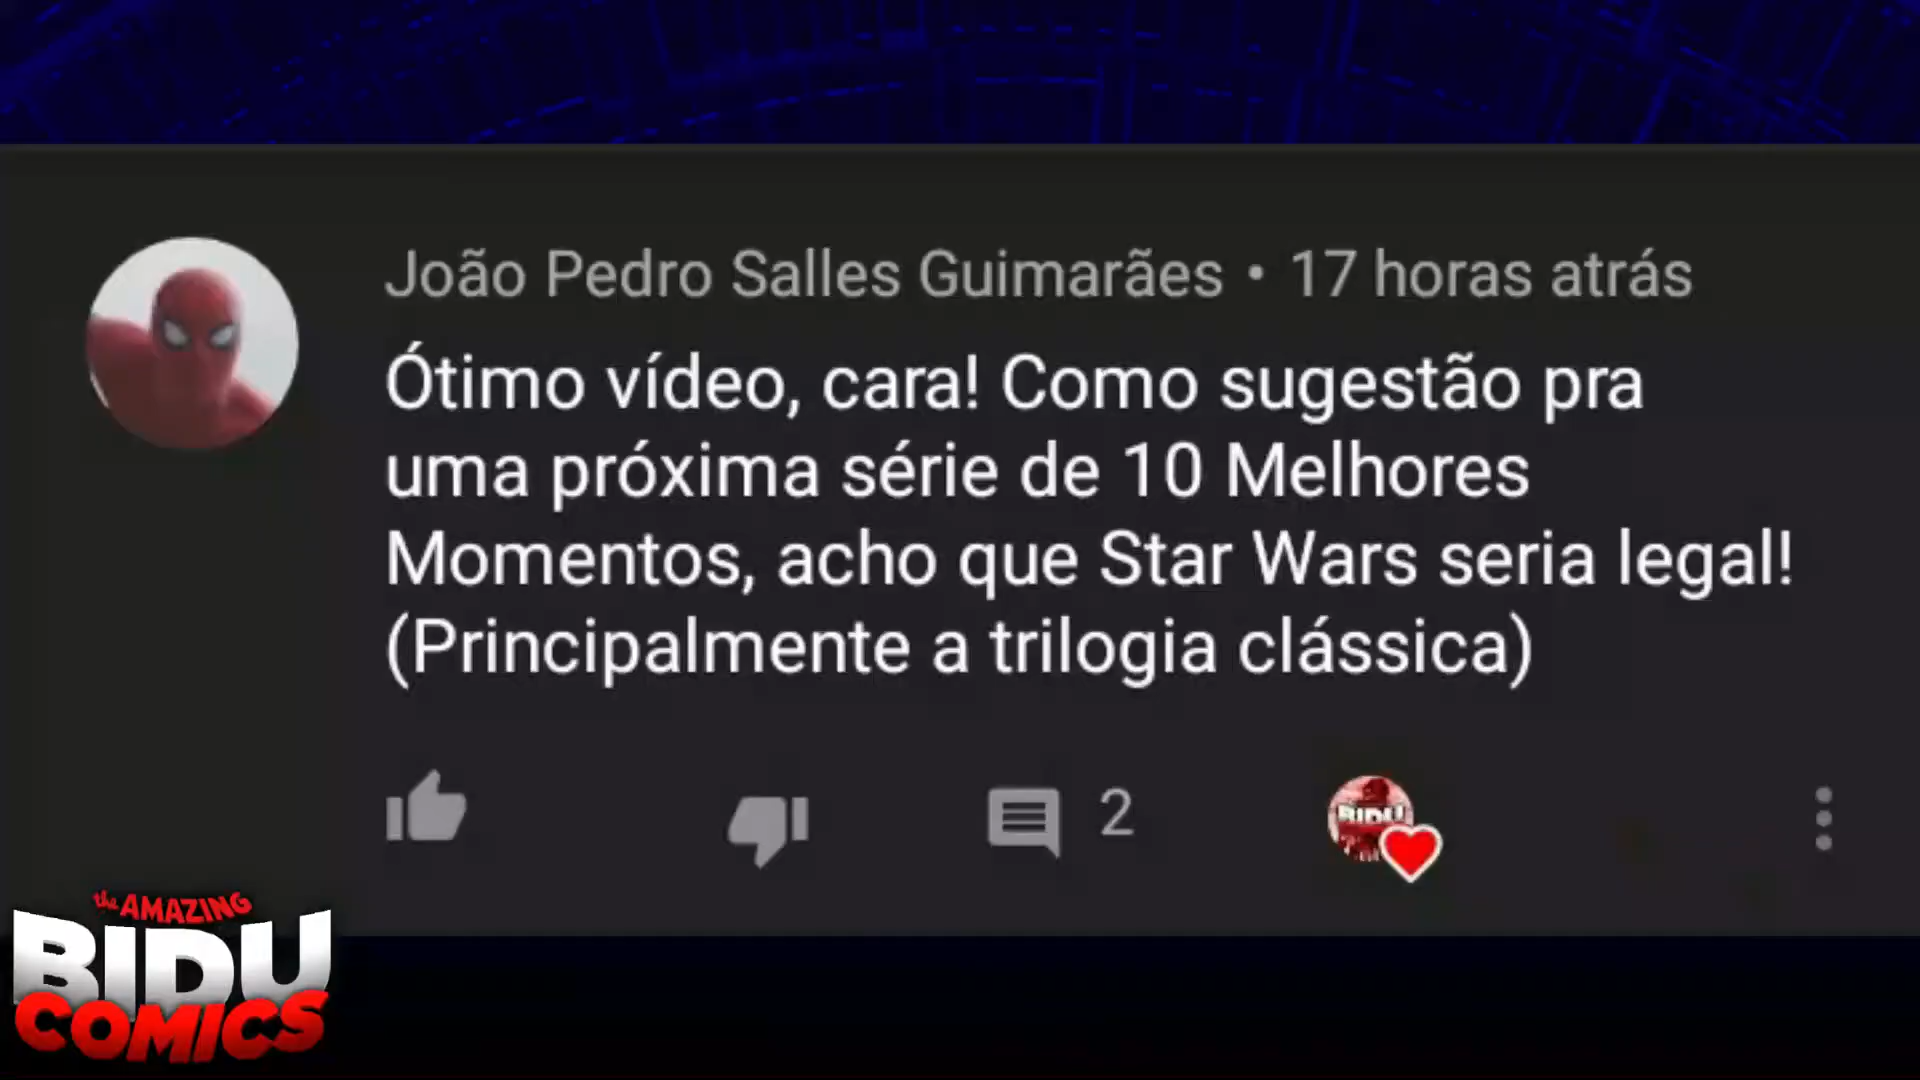 João Pedro Salles Guimarães • 17 horas atrás
Ótimo vídeo, cara! Como sugestão pra
uma próxima série de 10 Melhores
Momentos, acho que Star Wars seria legal!
(Principalmente a trilogia clássica)
2
BIDU
the AMAZING
BIDU
COMICS